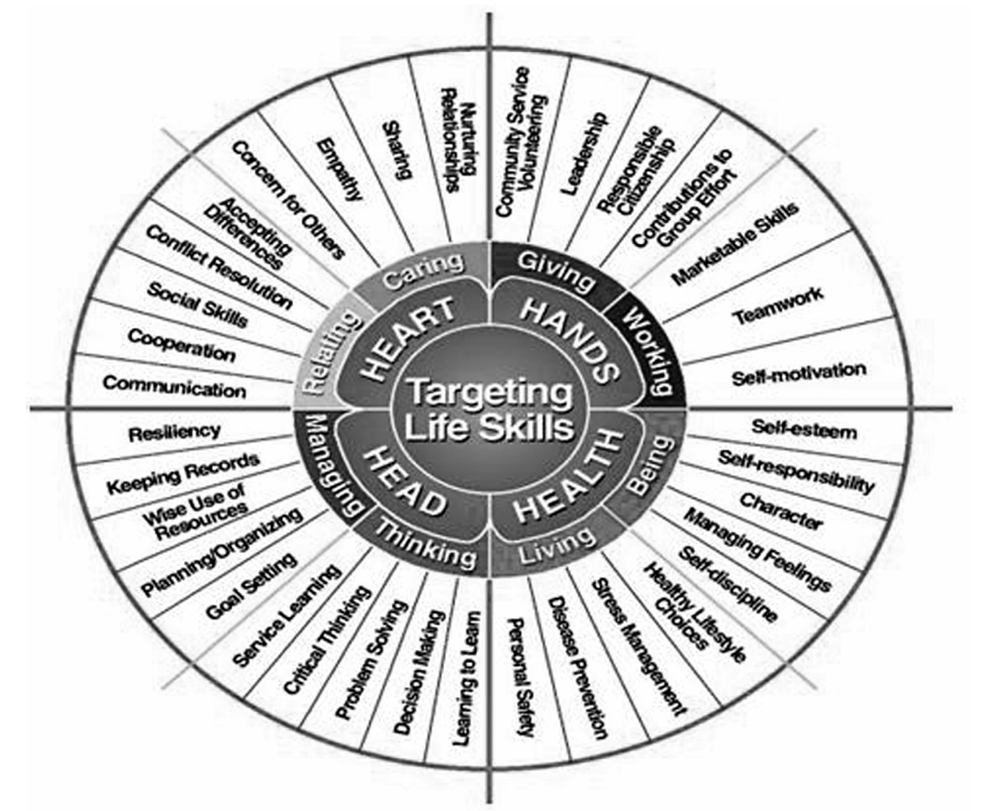 Targeting
Life Skills
HEART
HANDS
HEALTH
HEAD
Caring
Giving
Working
Being
Living
Thinking
Managing
Relating
Community Service
Volunteering
Leadership
Responsible
Citizenship
Contributions to
Group Effort
Marketable Skills
Teamwork
Self-motivation
Self-esteem
Self-responsibility
Character
Managing Feelings
Self-discipline
Healthy Lifestyle
Choices
Stress Management
Disease Prevention
Personal Safety
Learning to Learn
Decision Making
Problem Solving
Critical Thinking
Service Learning
Goal Setting
Planning/Organizing
Wise Use of
Resources
Keeping Records
Resiliency
Communication
Cooperation
Social Skills
Conflict Resolution
Accepting
Differences
Concern for Others
Empathy
Sharing
Nurturing
Relationships